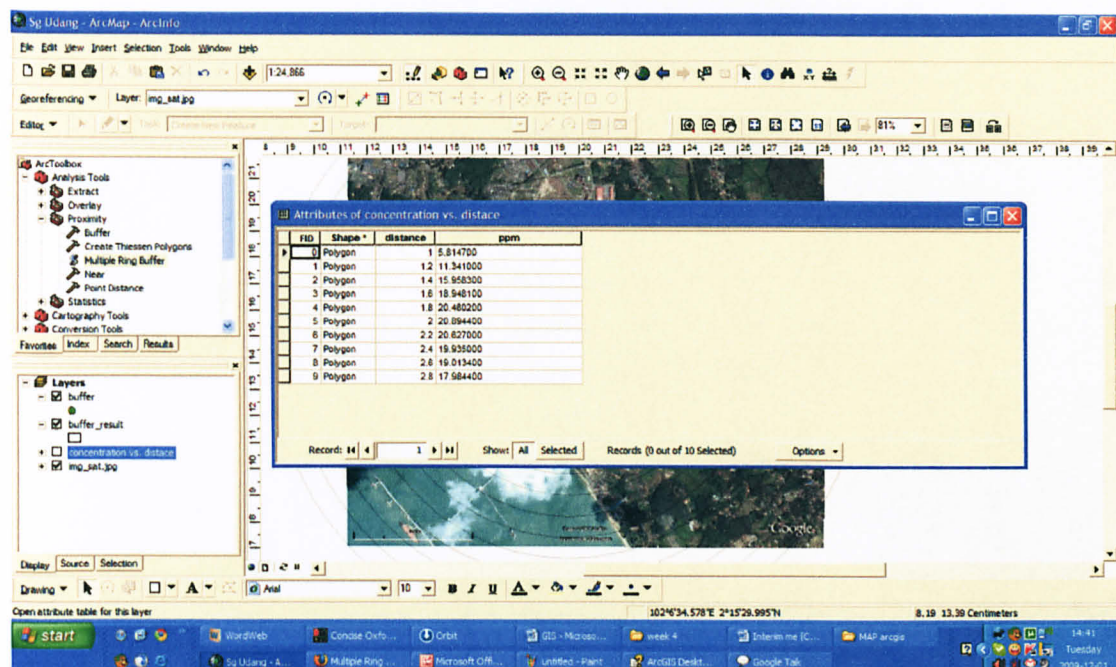 Sg Udang - ArcMap - ArcInfo
File Edit View Insert Selection Tools Window Help
1:24,866
Georeferencing Layer: img_sat.jpg
Editor Task: Create New Feature Target: 81%
ArcToolbox
Analysis Tools
Extract
Overlay
Proximity
Buffer
Create Thiessen Polygons
Multiple Ring Buffer
Near
Point Distance
Statistics
Cartography Tools
Conversion Tools
Favorites Index Search Results
Layers
buffer
buffer_result
concentration vs. distace
img_sat.jpg
Display Source Selection
Attributes of concentration vs. distace
FID Shape * distance ppm
0 Polygon 1 5.814700
1 Polygon 1.2 11.341000
2 Polygon 1.4 15.958300
3 Polygon 1.6 18.948100
4 Polygon 1.8 20.460200
5 Polygon 2 20.894400
6 Polygon 2.2 20.627000
7 Polygon 2.4 19.935000
8 Polygon 2.6 19.013400
9 Polygon 2.8 17.984400
Record: 1 Show: All Selected Records (0 out of 10 Selected) Options
Google
Drawing A Arial 10 B I U A
Open attribute table for this layer 102°6'34.578"E 2°15'29.995"N 8.19 13.39 Centimeters
start WordWeb Concise Oxfo... Orbit GIS - Microso... week 4 Interim me [C... MAP arcgis 14:41
Sg Udang - A... Multiple Ring ... Microsoft Offi... untitled - Paint ArcGIS Deskt... Google Talk Tuesday